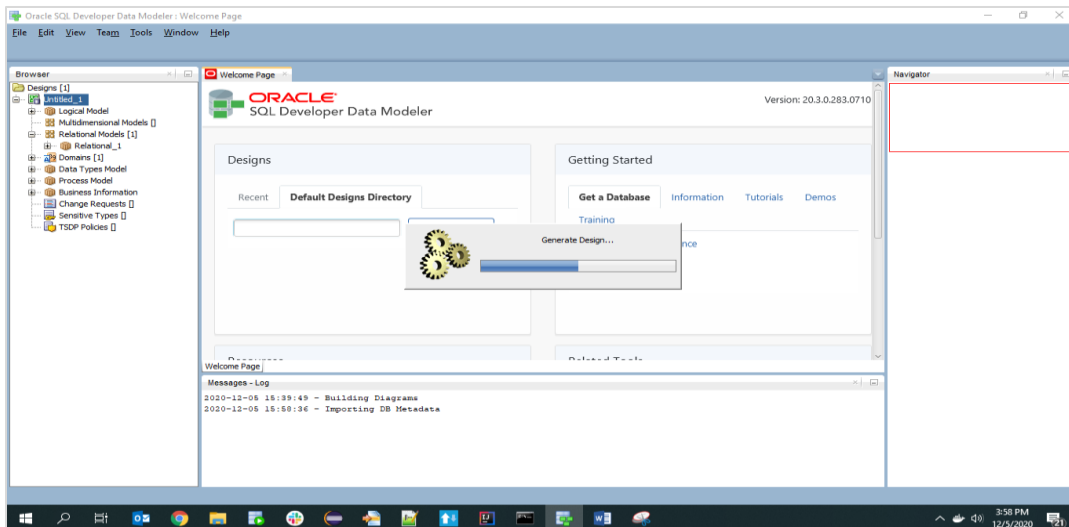 Oracle SQL Developer Data Modeler : Welcome Page
File Edit View Team Tools Window Help
Browser
Designs [1]
Untitled_1
Logical Model
Multidimensional Models []
Relational Models [1]
Relational_1
Domains [1]
Data Types Model
Process Model
Business Information
Change Requests []
Sensitive Types []
TSDP Policies []
Welcome Page
ORACLE
SQL Developer Data Modeler
Version: 20.3.0.283.0710
Designs
Recent Default Designs Directory
Getting Started
Get a Database Information Tutorials Demos
Training
Generate Design...
Welcome Page
Messages - Log
2020-12-05 15:39:49 - Building Diagrams
2020-12-05 15:58:36 - Importing DB Metadata
Navigator
3:58 PM
12/5/2020